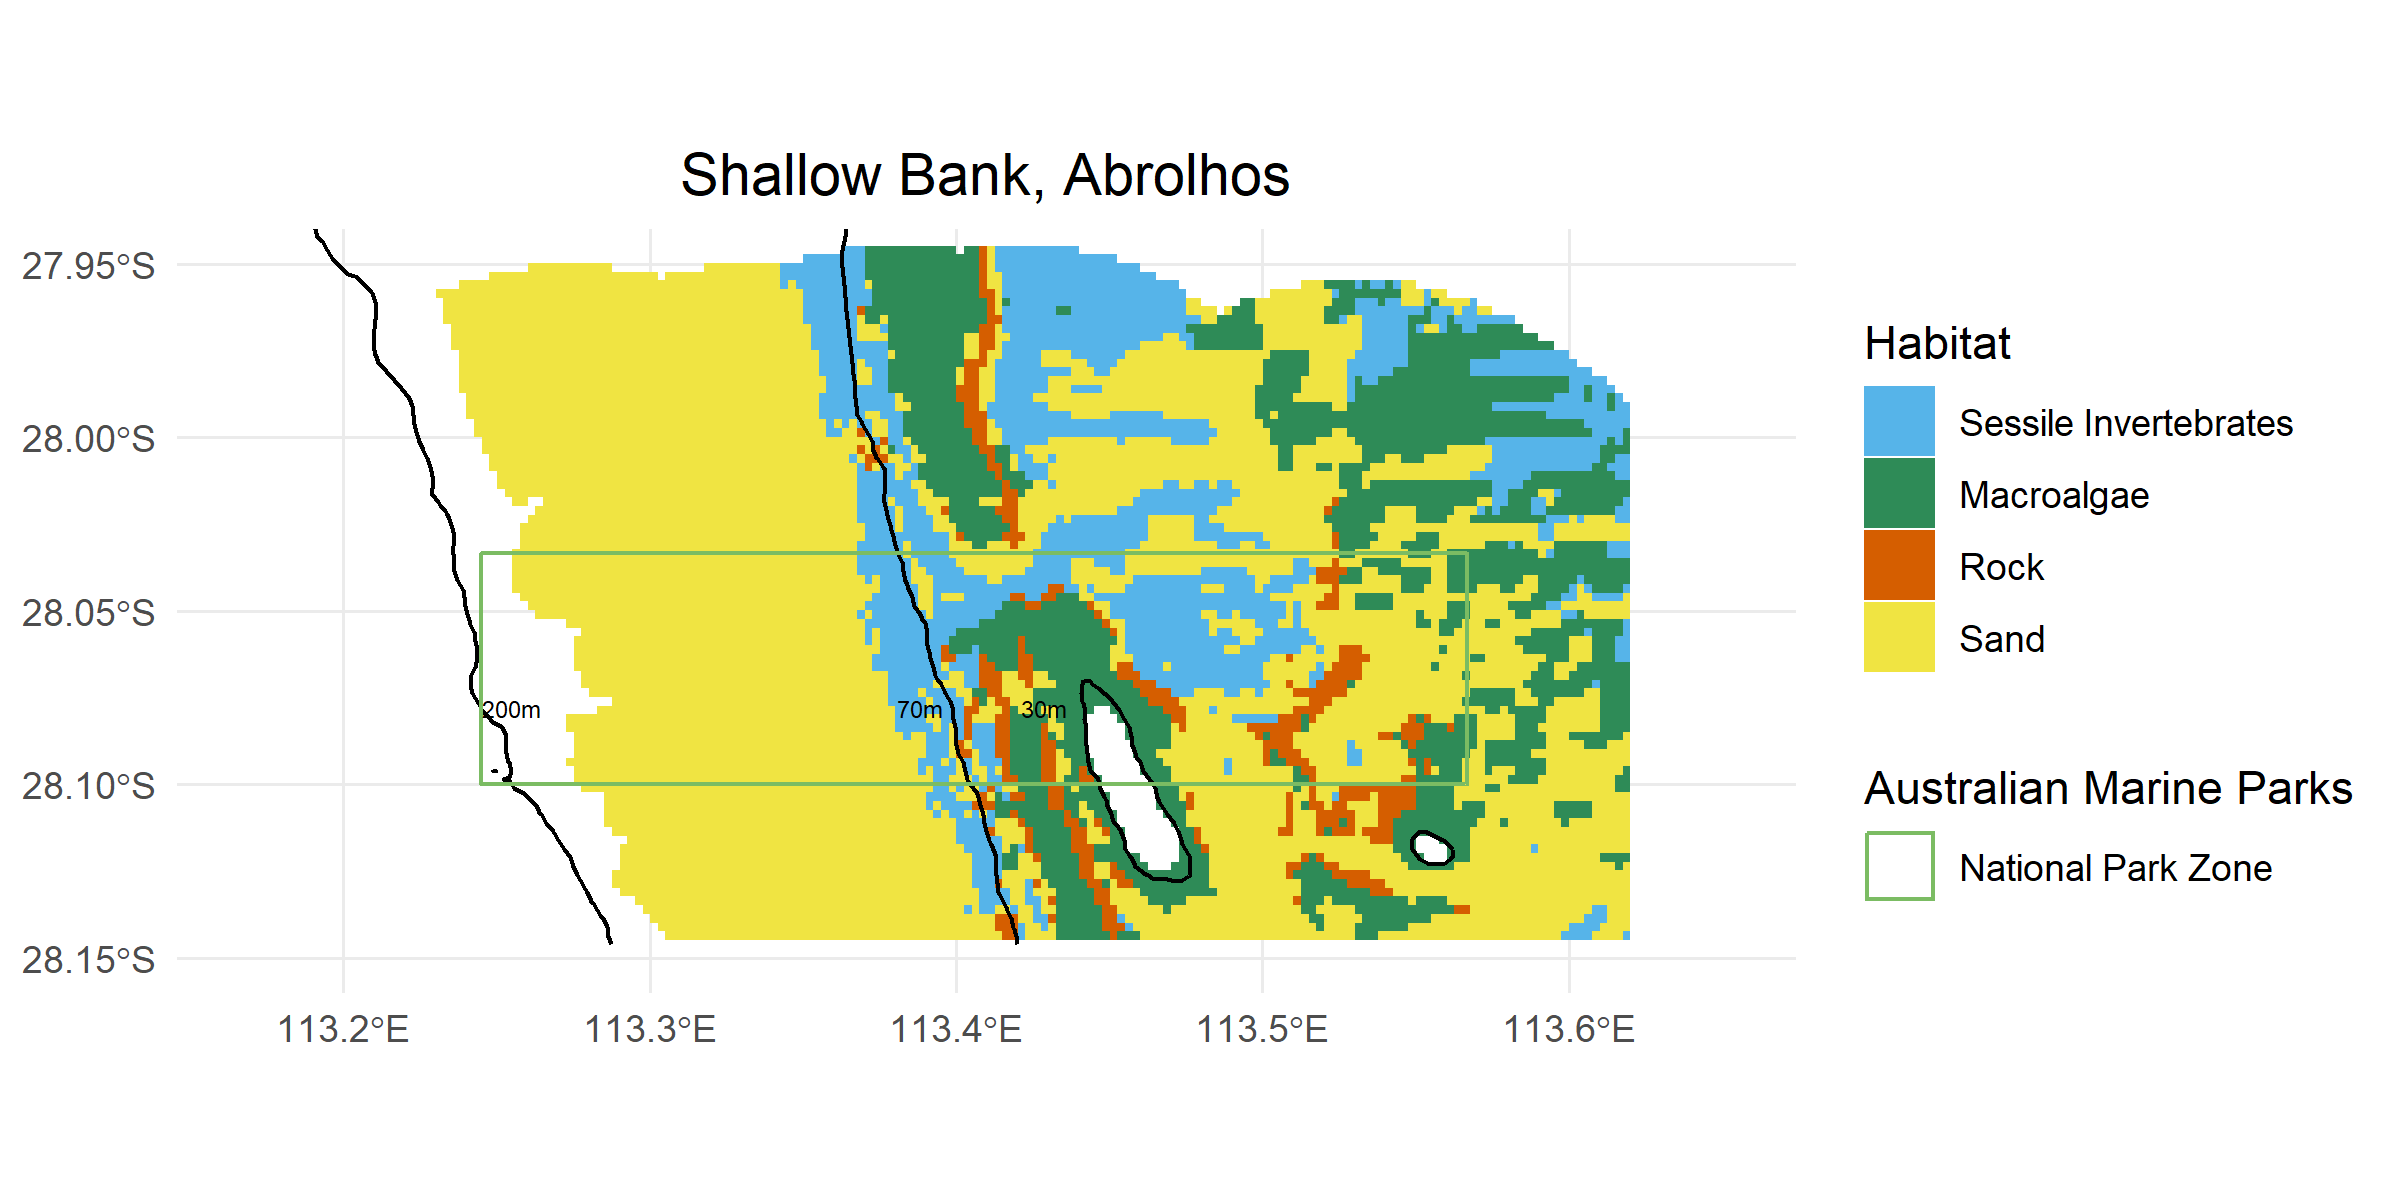 Shallow Bank, Abrolhos
27.95°S
28.00°S
28.05°S
28.10°S
28.15°S
200m
70m
30m
113.2°E
113.3°E
113.4°E
113.5°E
113.6°E
Habitat
Sessile Invertebrates
Macroalgae
Rock
Sand
Australian Marine Parks
National Park Zone